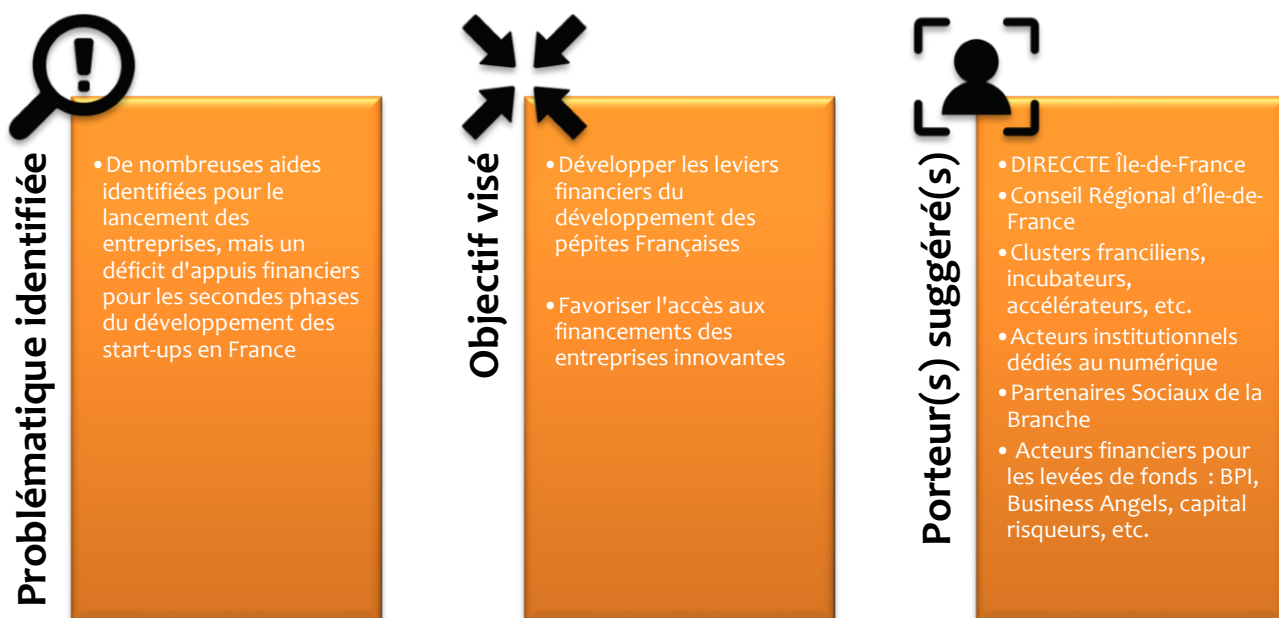 Problématique identifiée
•De nombreuses aides
identifiées pour le
lancement des
entreprises, mais un
déficit d'appuis financiers
pour les secondes phases
du développement des
start-ups en France
Objectif visé
•Développer les leviers
financiers du
développement des
pépites Françaises
•Favoriser l'accès aux
financements des
entreprises innovantes
Porteur(s) suggéré(s)
•DIRECCTE Île-de-France
•Conseil Régional d’Île-de-
France
•Clusters franciliens,
incubateurs,
accélérateurs, etc.
•Acteurs institutionnels
dédiés au numérique
•Partenaires Sociaux de la
Branche
• Acteurs financiers pour
les levées de fonds : BPI,
Business Angels, capital
risqueurs, etc.